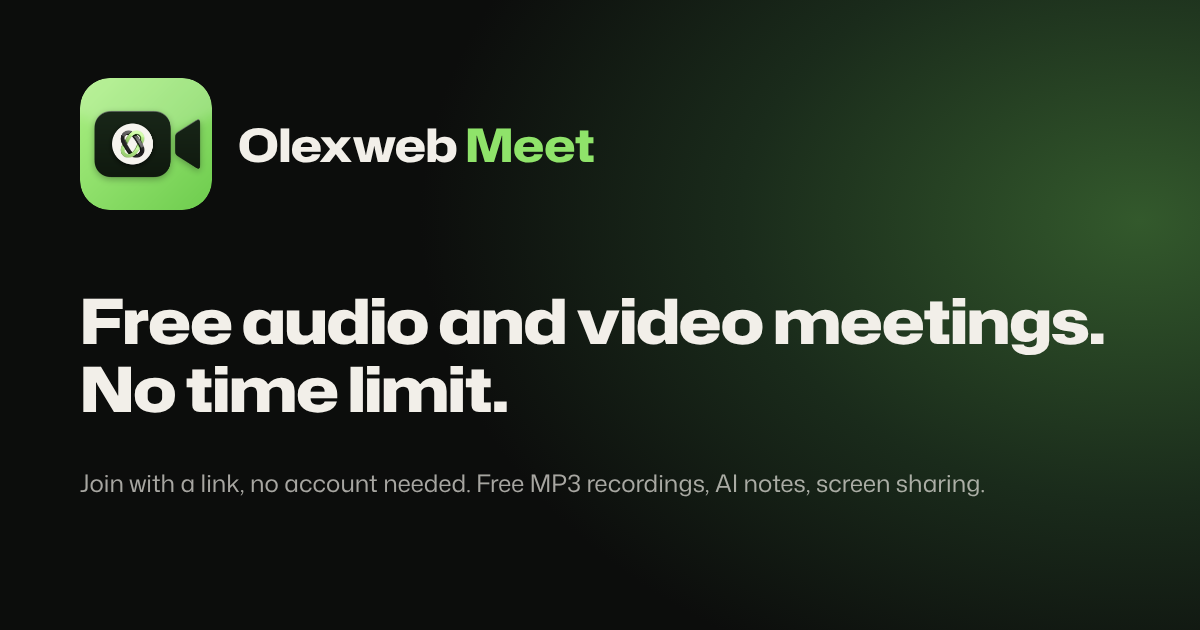 Olexweb Meet
Free audio and video meetings.
No time limit.
Join with a link, no account needed. Free MP3 recordings, AI notes, screen sharing.